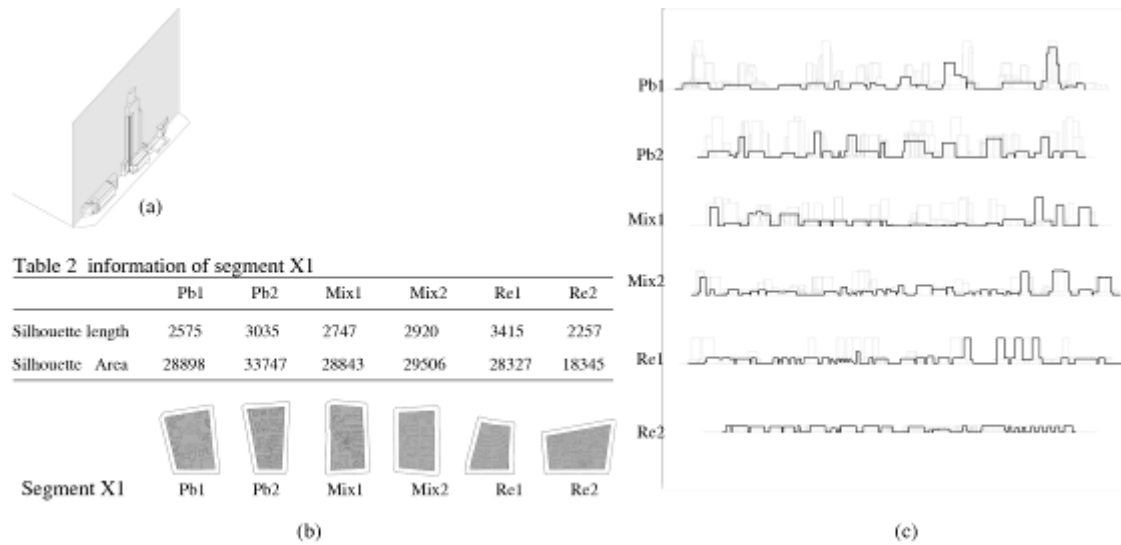 (a)
Table 2 information of segment X1
Pb1 Pb2 Mix1 Mix2 Re1 Re2
Silhouette length 2575 3035 2747 2920 3415 2257
Silhouette Area 28898 33747 28843 29506 28327 18345
Segment X1 Pb1 Pb2 Mix1 Mix2 Re1 Re2
(b)
Pb1
Pb2
Mix1
Mix2
Re1
Re2
(c)